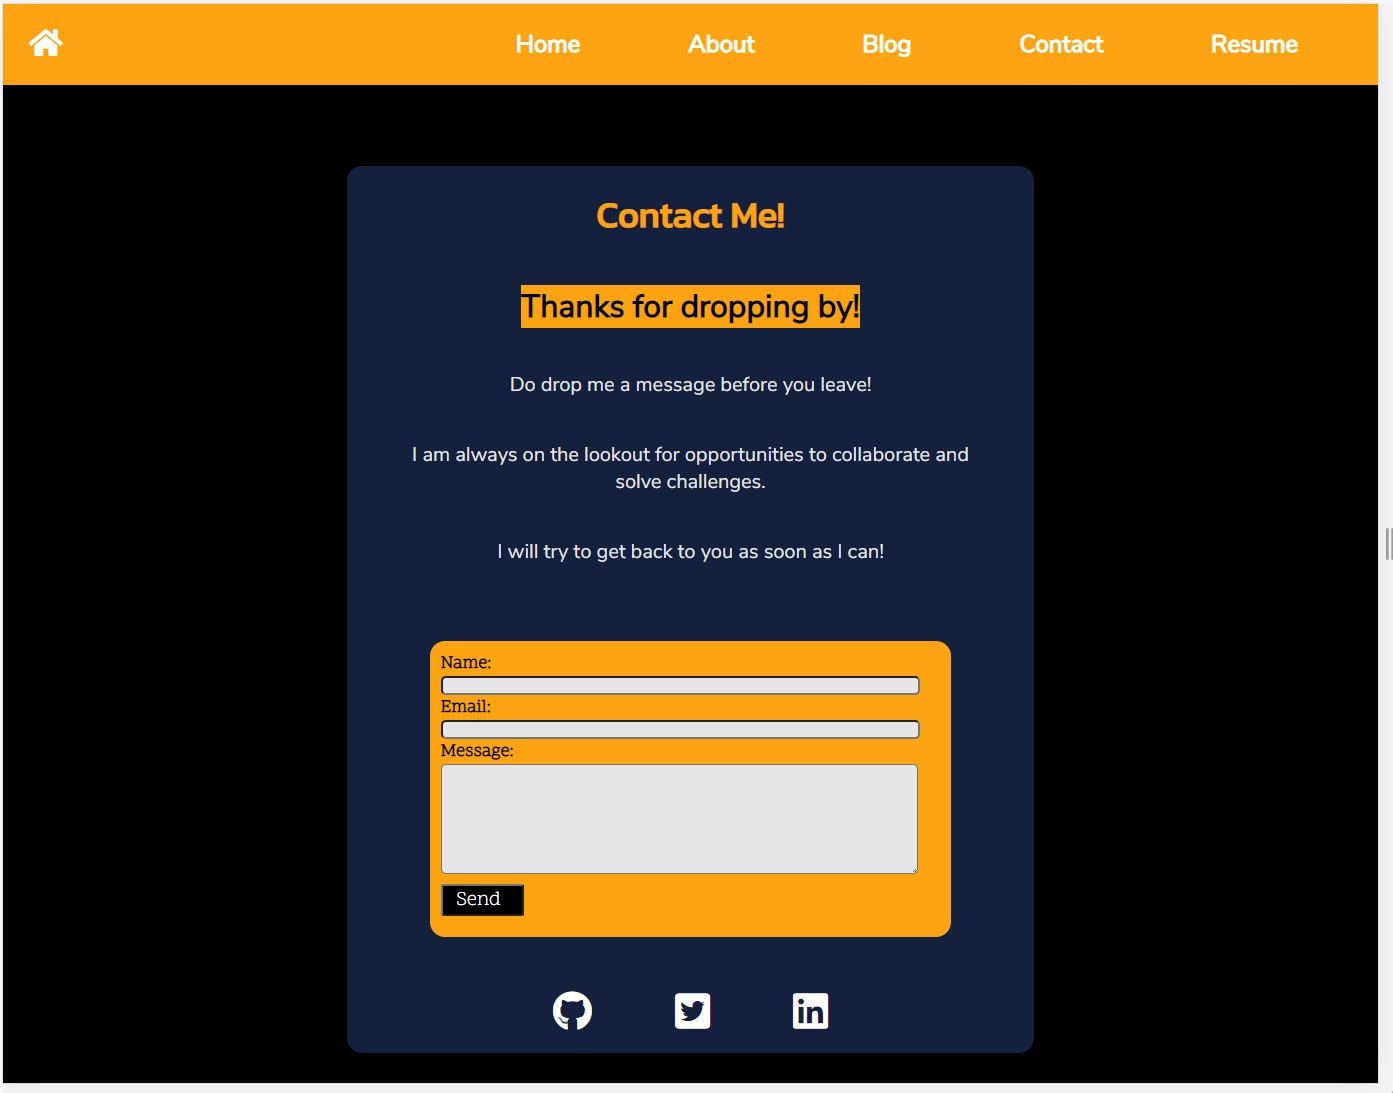 Home About Blog Contact Resume
Contact Me!
Thanks for dropping by!
Do drop me a message before you leave!
I am always on the lookout for opportunities to collaborate and
solve challenges.
I will try to get back to you as soon as I can!
Name:
Email:
Message:
Send
in